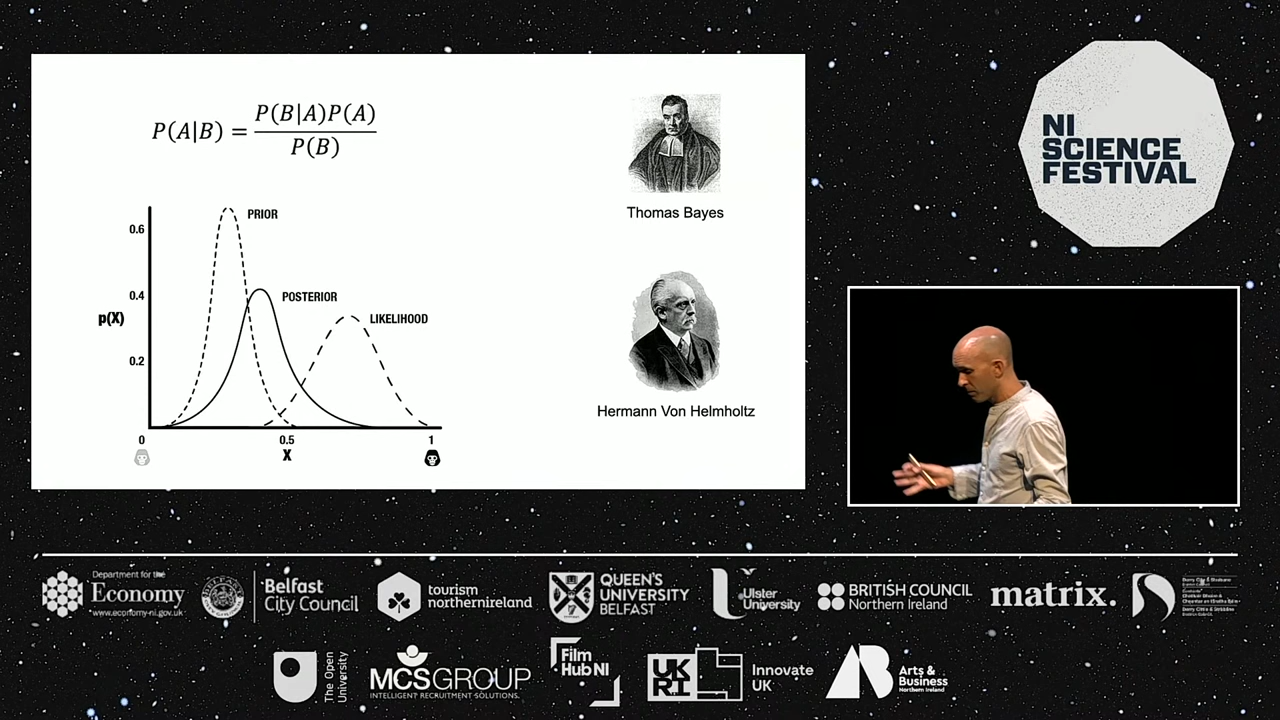 P(A|B) = P(B|A)P(A) / P(B)
Thomas Bayes
Hermann Von Helmholtz
p(X)
0.6
0.4
0.2
PRIOR
POSTERIOR
LIKELIHOOD
0
0.5
1
X
NI
SCIENCE
FESTIVAL
Department for the
Economy
www.economy-ni.gov.uk
Belfast
City Council
tourism
northernireland
QUEEN'S
UNIVERSITY
BELFAST
Ulster
University
BRITISH COUNCIL
Northern Ireland
matrix.
The Open
University
MCSGROUP
INTELLIGENT RECRUITMENT SOLUTIONS.
Film
Hub NI
UK
RI
Innovate
UK
AB
Arts &
Business
Northern Ireland